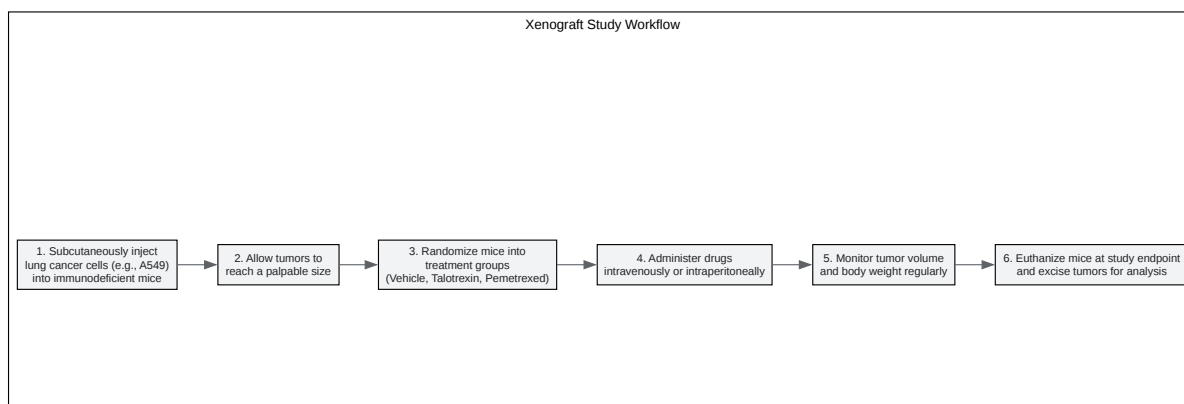 Xenograft Study Workflow
1. Subcutaneously inject
lung cancer cells (e.g., A549)
into immunodeficient mice
2. Allow tumors to
reach a palpable size
3. Randomize mice into
treatment groups
(Vehicle, Talotrexin, Pemetrexed)
4. Administer drugs
intravenously or intraperitoneally
5. Monitor tumor volume
and body weight regularly
6. Euthanize mice at study endpoint
and excise tumors for analysis